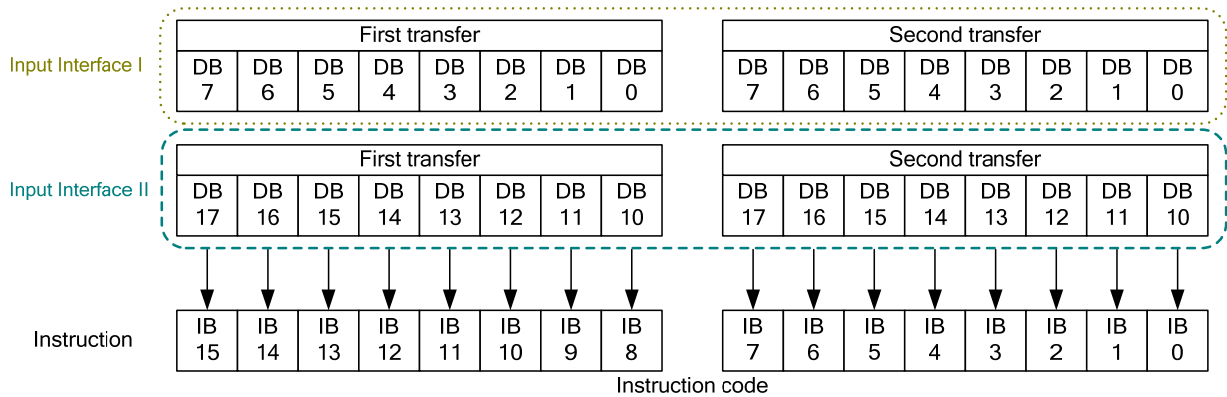 First transfer Second transfer
Input Interface I
DB DB DB DB DB DB DB DB DB DB DB DB DB DB DB DB
7 6 5 4 3 2 1 0 7 6 5 4 3 2 1 0
First transfer Second transfer
Input Interface II
DB DB DB DB DB DB DB DB DB DB DB DB DB DB DB DB
17 16 15 14 13 12 11 10 17 16 15 14 13 12 11 10
Instruction
IB IB IB IB IB IB IB IB IB IB IB IB IB IB IB IB
15 14 13 12 11 10 9 8 7 6 5 4 3 2 1 0
Instruction code